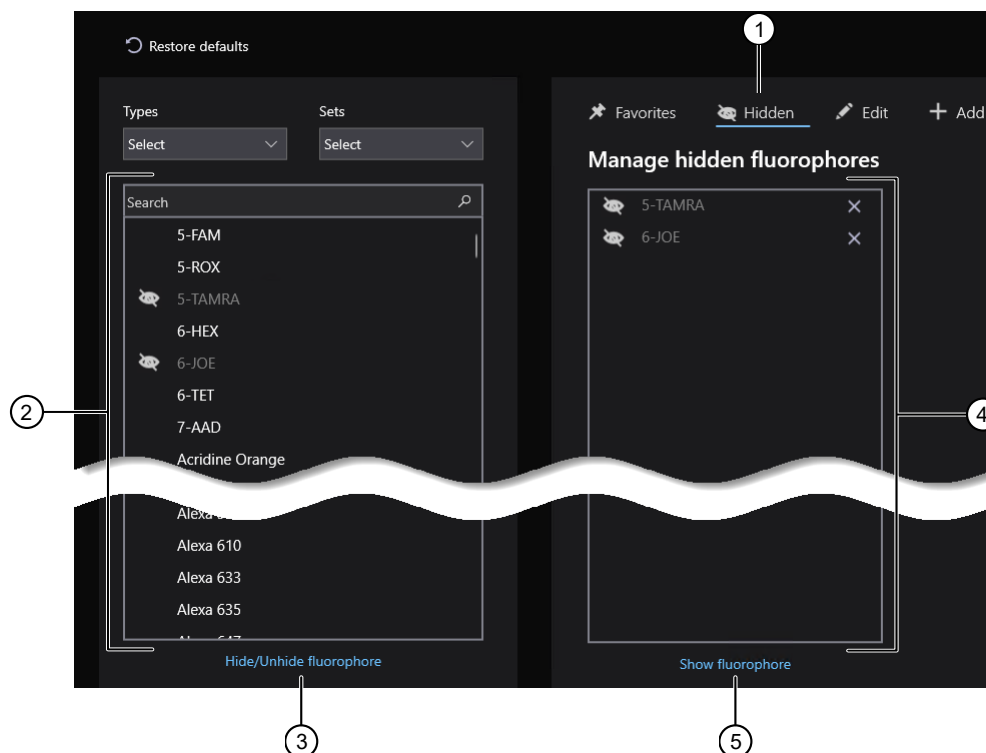 1
Restore defaults
Types
Sets
Select
Select
Search
5-FAM
5-ROX
5-TAMRA
6-HEX
6-JOE
6-TET
7-AAD
Acridine Orange
Alexa
Alexa 610
Alexa 633
Alexa 635
Hide/Unhide fluorophore
2
3
Favorites
Hidden
Edit
Add
Manage hidden fluorophores
5-TAMRA
6-JOE
Show fluorophore
4
5